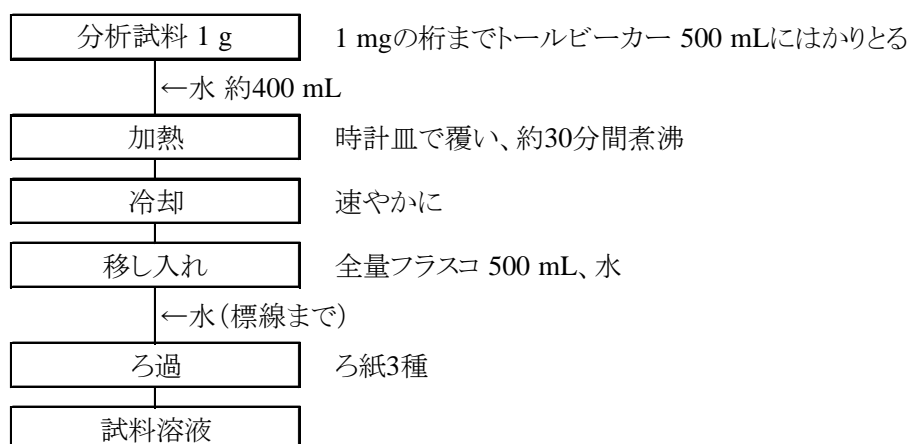 分析試料 1 g 1 mgの桁までトールビーカー 500 mLにはかりとる
←水 約400 mL
加熱 時計皿で覆い、約30分間煮沸
冷却 速やかに
移し入れ 全量フラスコ 500 mL、水
←水(標線まで)
ろ過 ろ紙3種
試料溶液